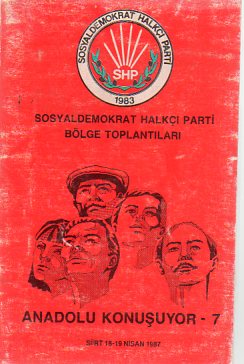 SOSYALDEMOKRAT HALKÇI PARTİ
SHP
1983
SOSYALDEMOKRAT HALKÇI PARTİ
BÖLGE TOPLANTILARI
ANADOLU KONUŞUYOR - 7
SİİRT 18-19 NİSAN 1987